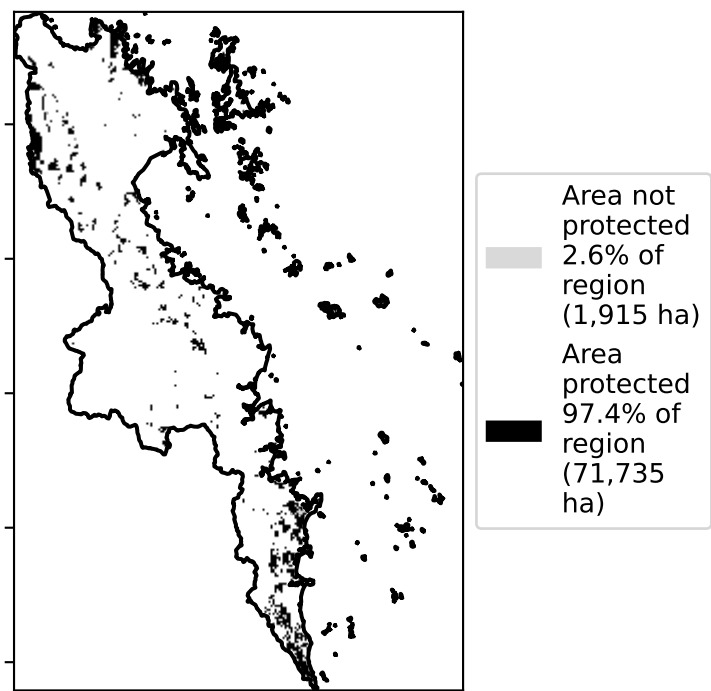 Area not
protected
2.6% of
region
(1,915 ha)
Area
protected
97.4% of
region
(71,735
ha)